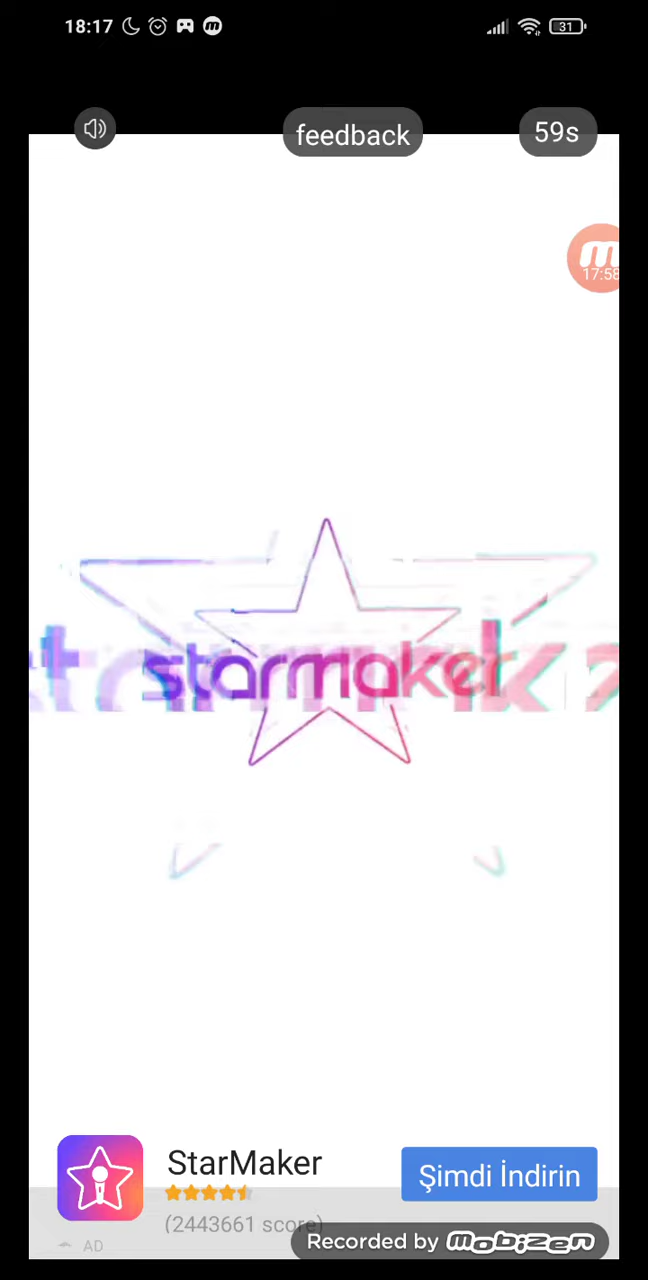 18:17
31
feedback
59s
17:58
starmaker
StarMaker
Şimdi İndirin
(2443661 score)
AD
Recorded by mobizen